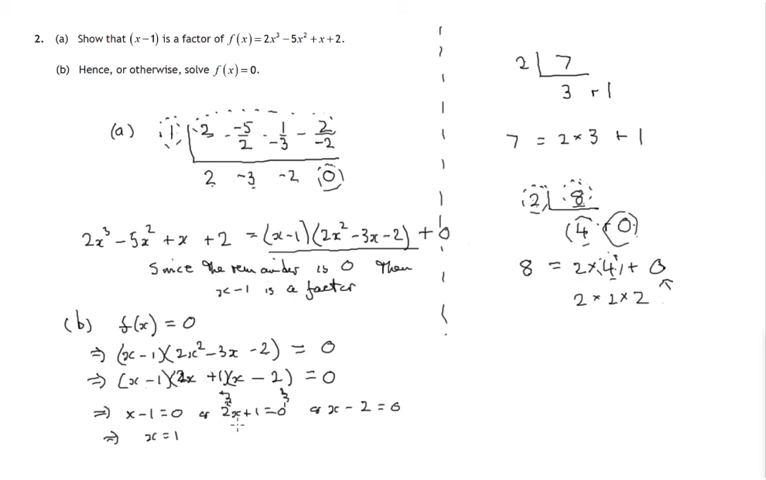 2. (a) Show that (x−1) is a factor of f(x)=2x³−5x²+x+2.
(b) Hence, or otherwise, solve f(x)=0.
(a) 1 | 2 -5 1 2
2 -3 -2
2 -3 -2 0
2x³ - 5x² + x + 2 = (x-1)(2x² - 3x - 2) + 0
Since the remainder is 0 then
x-1 is a factor
(b) f(x) = 0
⇒ (x-1)(2x² - 3x - 2) = 0
⇒ (x-1)(2x +1)(x - 2) = 0
⇒ x-1=0 or 2x+1=0 or x-2=0
⇒ x=1
2 | 7
3 r 1
7 = 2×3 + 1
2 | 8
4 r 0
8 = 2×4 + 0
2×2×2